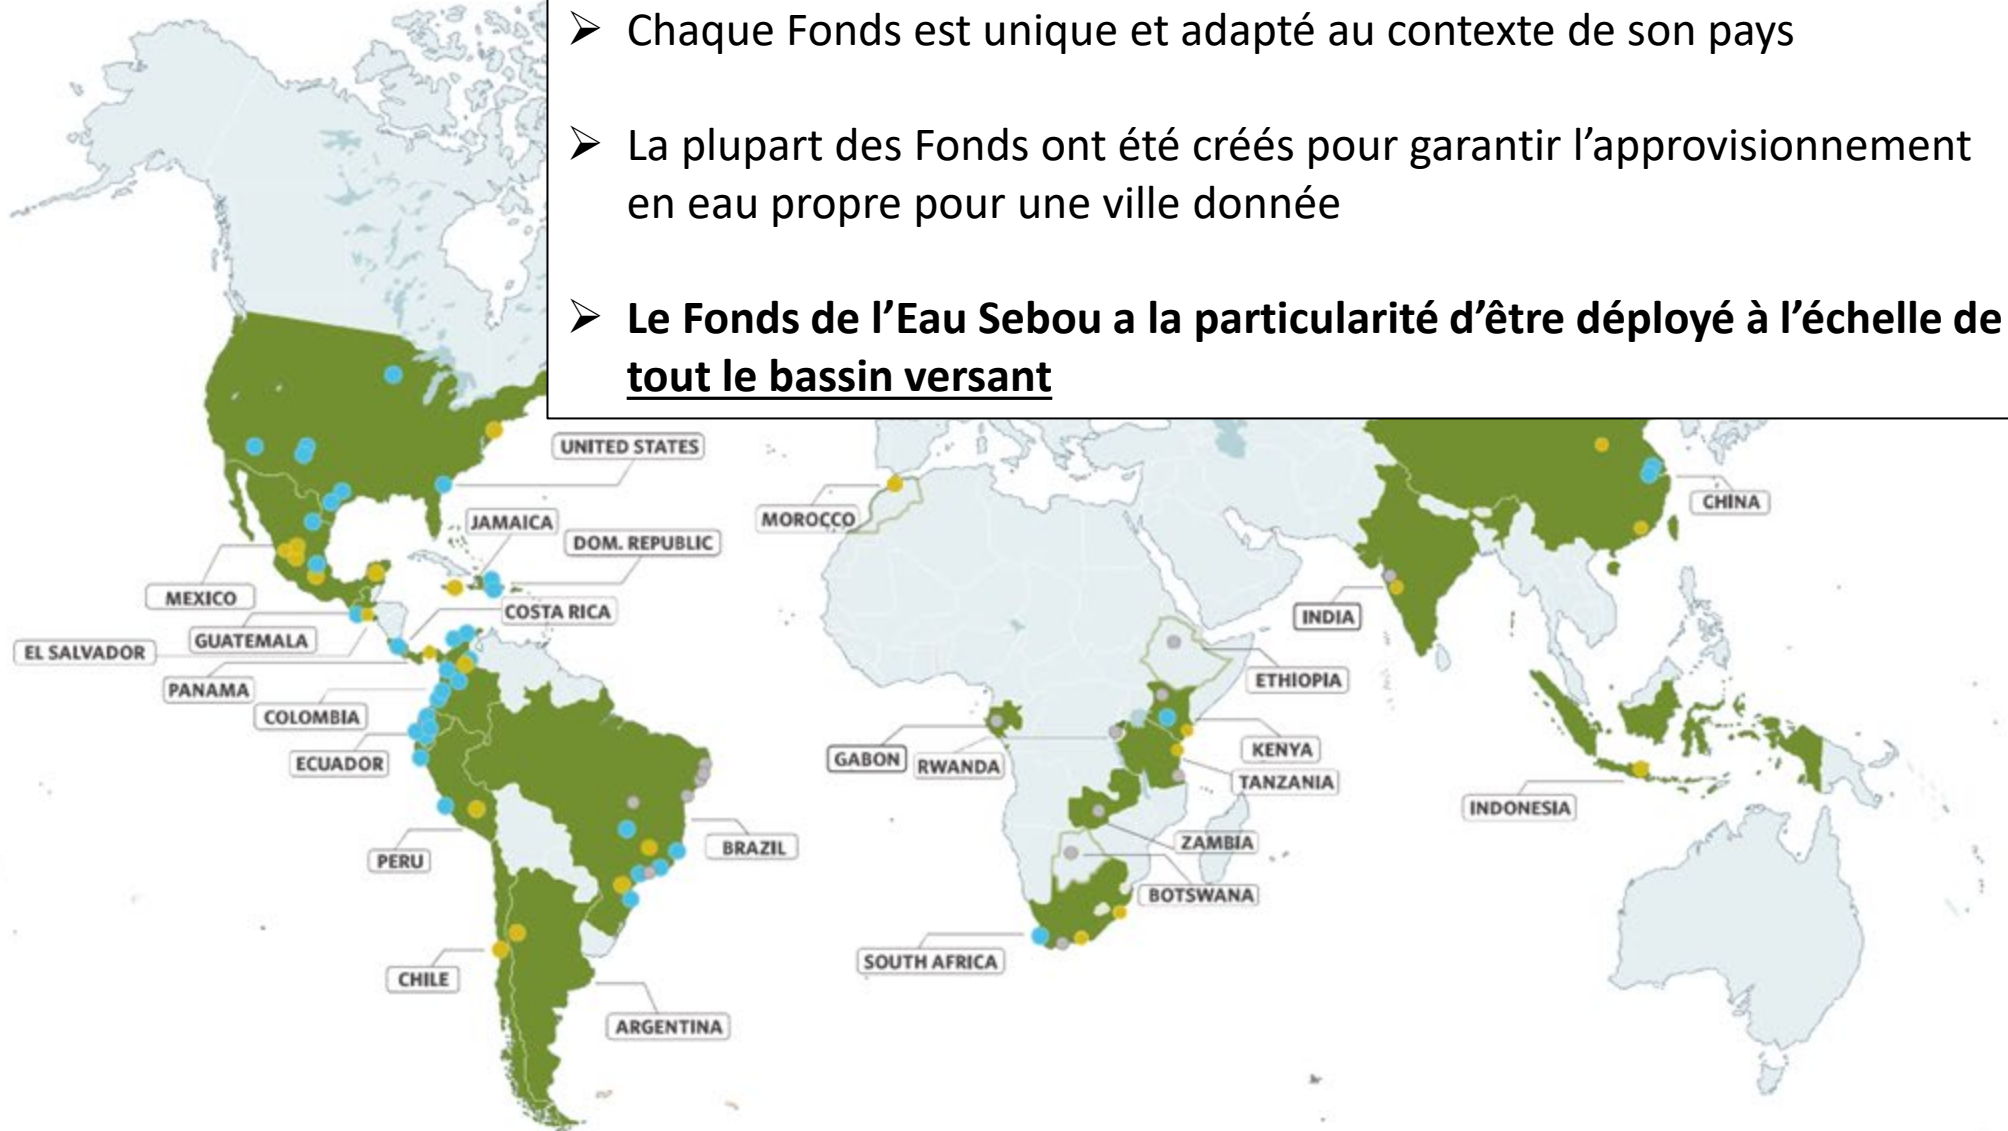 ➢ Chaque Fonds est unique et adapté au contexte de son pays
➢ La plupart des Fonds ont été créés pour garantir l’approvisionnement
en eau propre pour une ville donnée
➢ Le Fonds de l’Eau Sebou a la particularité d’être déployé à l’échelle de
tout le bassin versant
UNITED STATES
CHINA
MOROCCO
JAMAICA
DOM. REPUBLIC
MEXICO
COSTA RICA
INDIA
GUATEMALA
EL SALVADOR
ETHIOPIA
PANAMA
COLOMBIA
KENYA
GABON
RWANDA
ECUADOR
TANZANIA
INDONESIA
ZAMBIA
BRAZIL
PERU
BOTSWANA
SOUTH AFRICA
CHILE
ARGENTINA